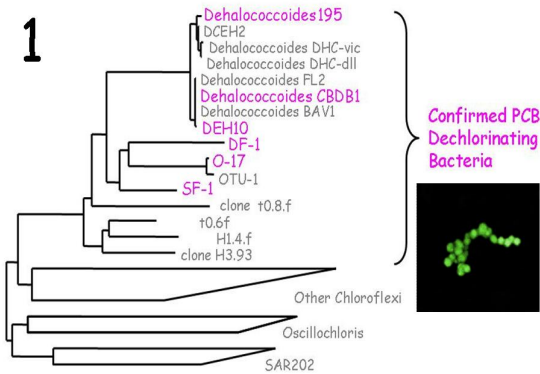 1
Dehalococcoides195
DCEH2
Dehalococcoides DHC-vic
Dehalococcoides DHC-dll
Dehalococcoides FL2
Dehalococcoides CBDB1
Dehalococcoides BAV1
DEH10
DF-1
O-17
OTU-1
SF-1
clone t0.8.f
t0.6f
H1.4.f
clone H3.93
Other Chloroflexi
Oscillochloris
SAR202
Confirmed PCB
Dechlorinating
Bacteria